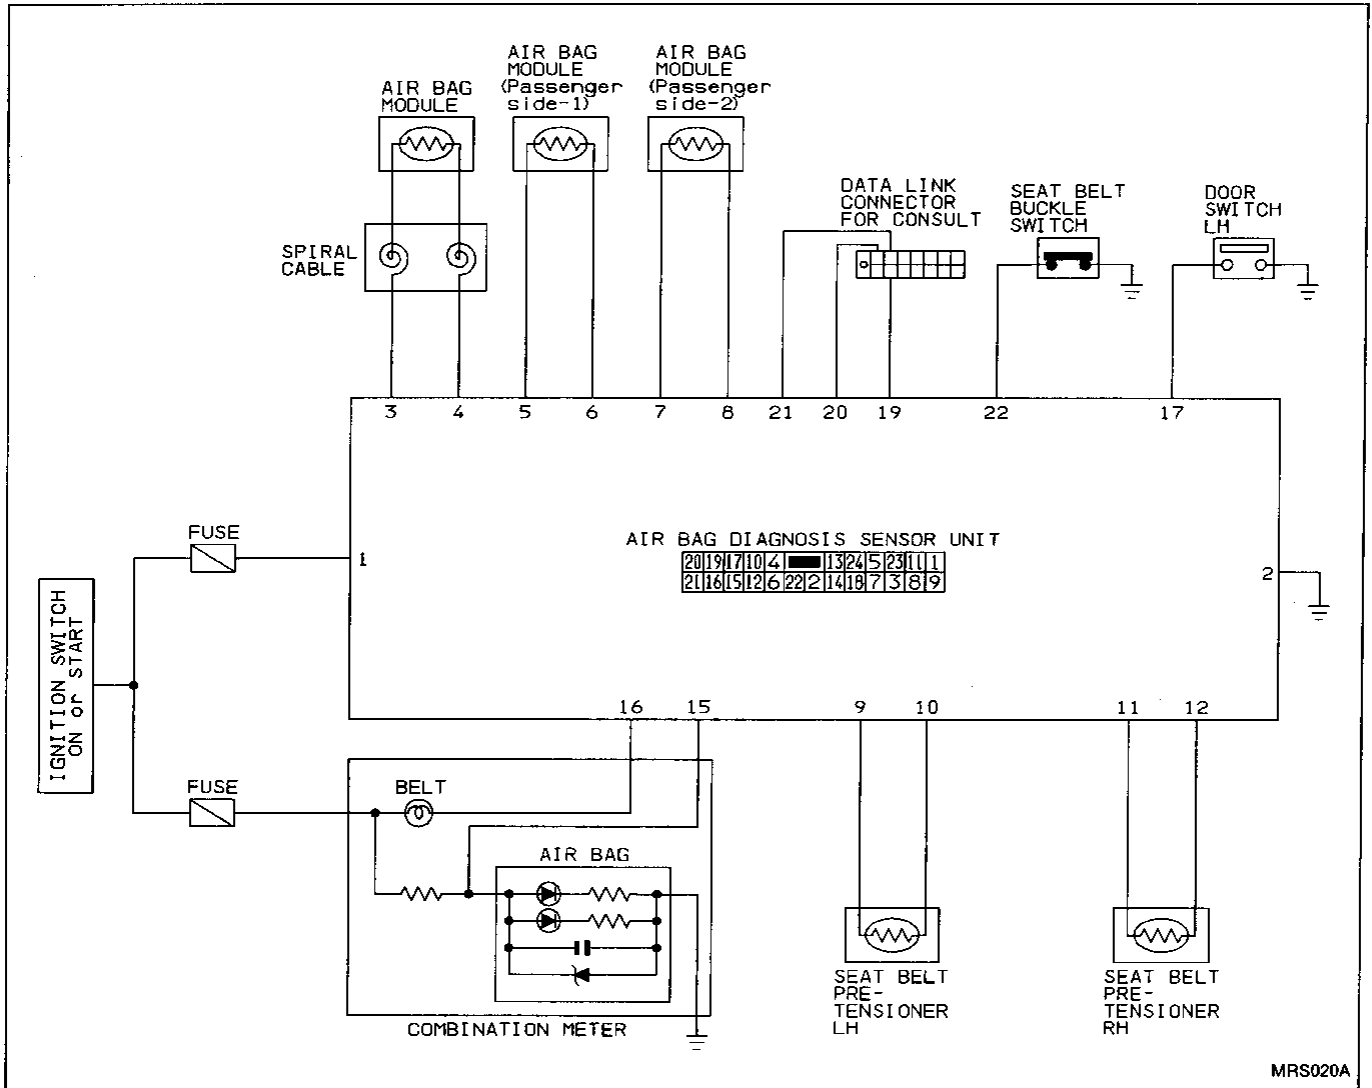 AIR BAG
MODULE
AIR BAG
MODULE
(Passenger
side-1)
AIR BAG
MODULE
(Passenger
side-2)
DATA LINK
CONNECTOR
FOR CONSULT
SEAT BELT
BUCKLE
SWITCH
DOOR
SWITCH
LH
SPIRAL
CABLE
3 4 5 6 7 8 21 20 19 22 17
FUSE
1
AIR BAG DIAGNOSIS SENSOR UNIT
20 19 17 10 4 13 24 5 23 11 1
21 16 15 12 6 22 2 14 18 7 3 8 9
2
IGNITION SWITCH
ON or START
16 15 9 10 11 12
FUSE
BELT
AIR BAG
COMBINATION METER
SEAT BELT
PRE-
TENSIONER
LH
SEAT BELT
PRE-
TENSIONER
RH
MRS020A